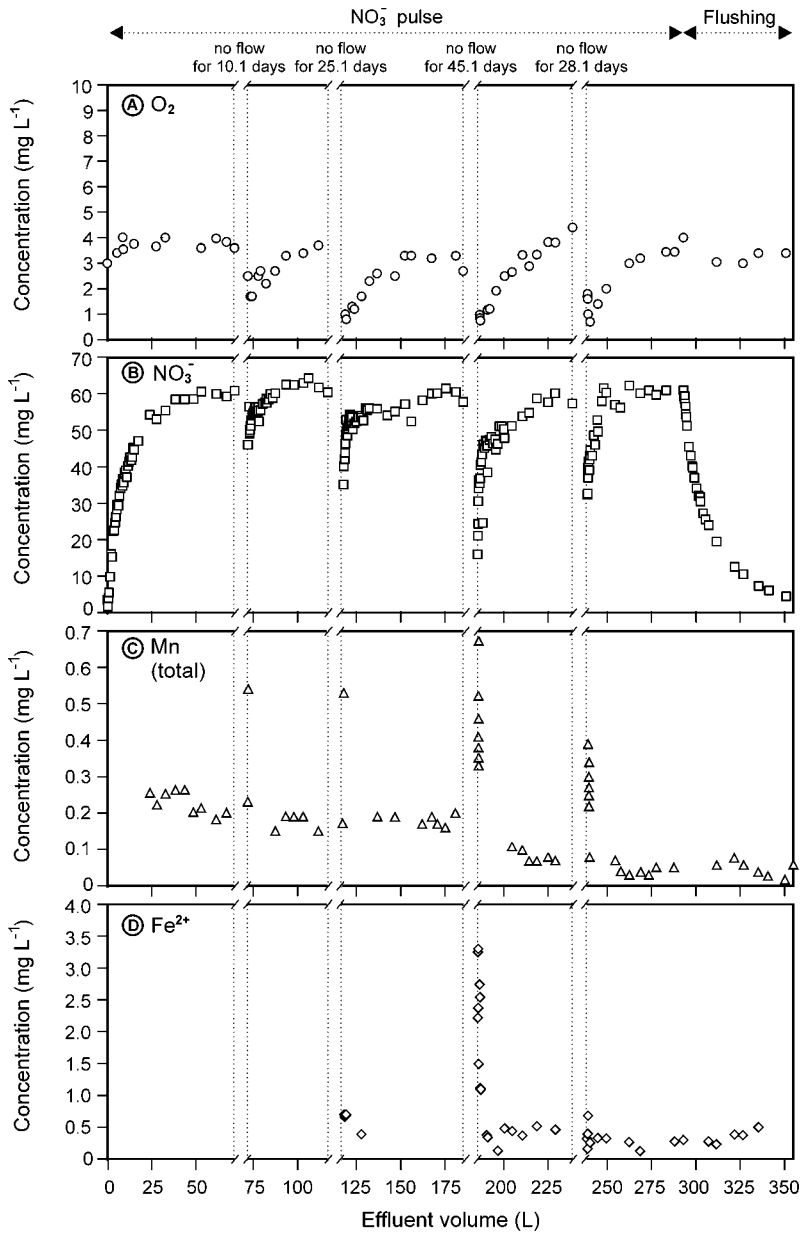 NO₃⁻ pulse
Flushing
no flow for 10.1 days
no flow for 25.1 days
no flow for 45.1 days
no flow for 28.1 days
Ⓐ O₂
Concentration (mg L⁻¹)
10
9
8
7
6
5
4
3
2
1
0
Ⓑ NO₃⁻
Concentration (mg L⁻¹)
70
60
50
40
30
20
10
0
Ⓒ Mn
(total)
Concentration (mg L⁻¹)
0.7
0.6
0.5
0.4
0.3
0.2
0.1
0
Ⓓ Fe²⁺
Concentration (mg L⁻¹)
4.0
3.5
3.0
2.5
2.0
1.5
1.0
0.5
0
0 25 50 75 100 125 150 175 200 225 250 275 300 325 350
Effluent volume (L)